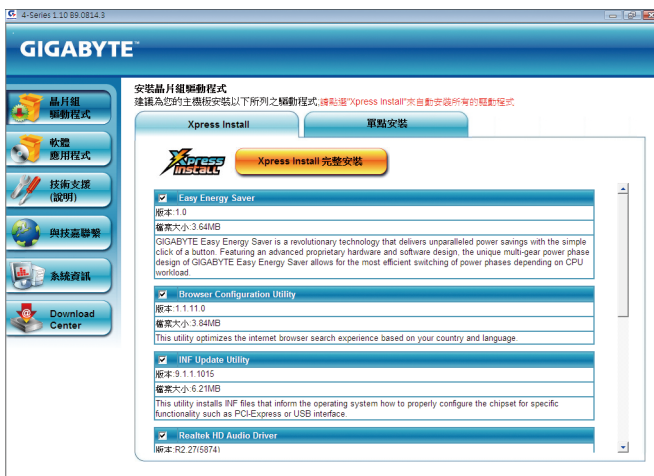 4-Series 1.10 B9.0814.3
GIGABYTE™
晶片組
驅動程式
軟體
應用程式
技術支援
(說明)
與技嘉聯繫
系統資訊
Download
Center
安裝晶片組驅動程式
建議為您的主機板安裝以下所列之驅動程式;請點選"Xpress Install"來自動安裝所有的驅動程式
Xpress Install
單點安裝
Xpress Install
Xpress Install 完整安裝
Easy Energy Saver
版本:1.0
檔案大小:3.64MB
GIGABYTE Easy Energy Saver is a revolutionary technology that delivers unparalleled power savings with the simple
click of a button. Featuring an advanced proprietary hardware and software design, the unique multi-gear power phase
design of GIGABYTE Easy Energy Saver allows for the most efficient switching of power phases depending on CPU
workload.
Browser Configuration Utility
版本:1.1.11.0
檔案大小:3.84MB
This utility optimizes the internet browser search experience based on your country and language.
INF Update Utility
版本:9.1.1.1015
檔案大小:6.21MB
This utility installs INF files that inform the operating system how to properly configure the chipset for specific
functionality such as PCI-Express or USB interface.
Realtek HD Audio Driver
版本:R2.27(5874)